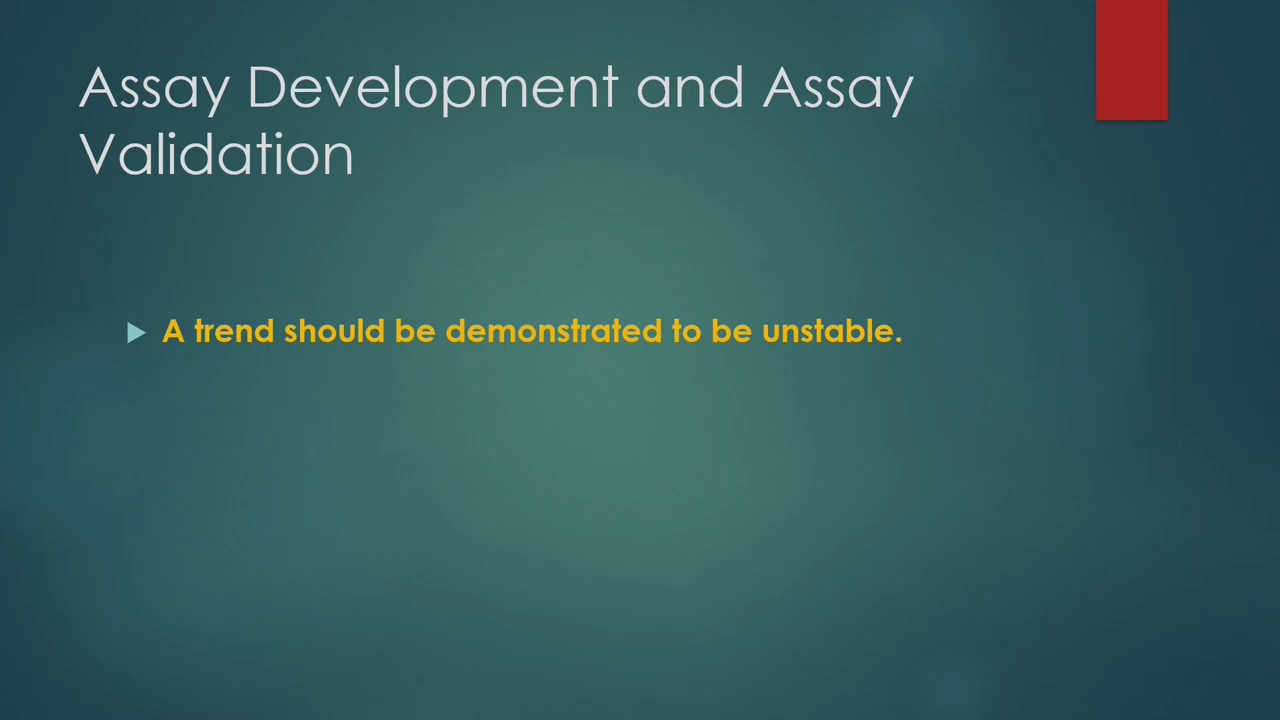 Assay Development and Assay
Validation
A trend should be demonstrated to be unstable.